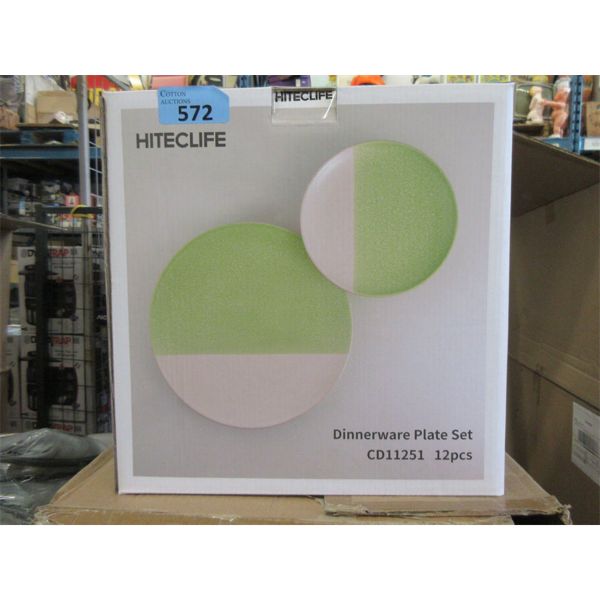 COTTON
AUCTIONS
572
HITECLIFE
HITECLIFE
Dinnerware Plate Set
CD11251 12pcs